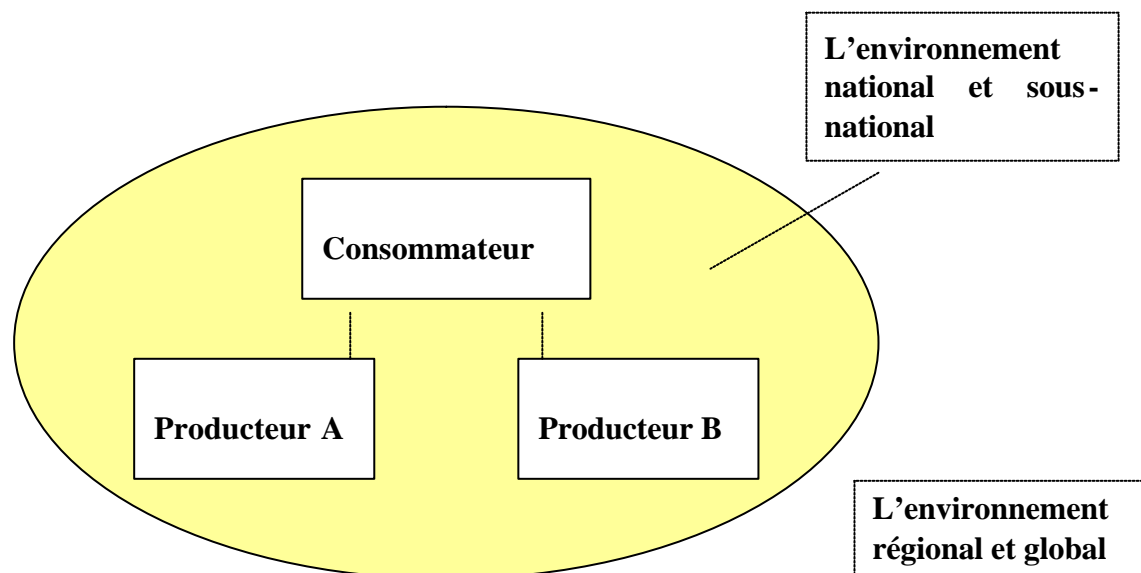 L’environnement
national et sous-
national
Consommateur
Producteur A
Producteur B
L’environnement
régional et global